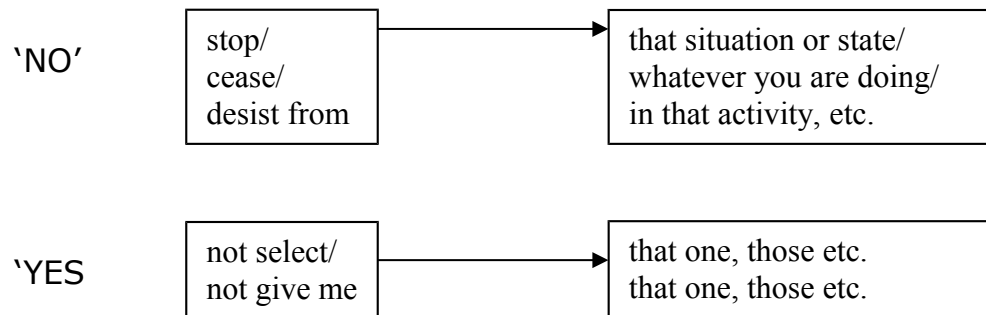 ‘NO’
stop/
cease/
desist from
that situation or state/
whatever you are doing/
in that activity, etc.
‘YES
not select/
not give me
that one, those etc.
that one, those etc.